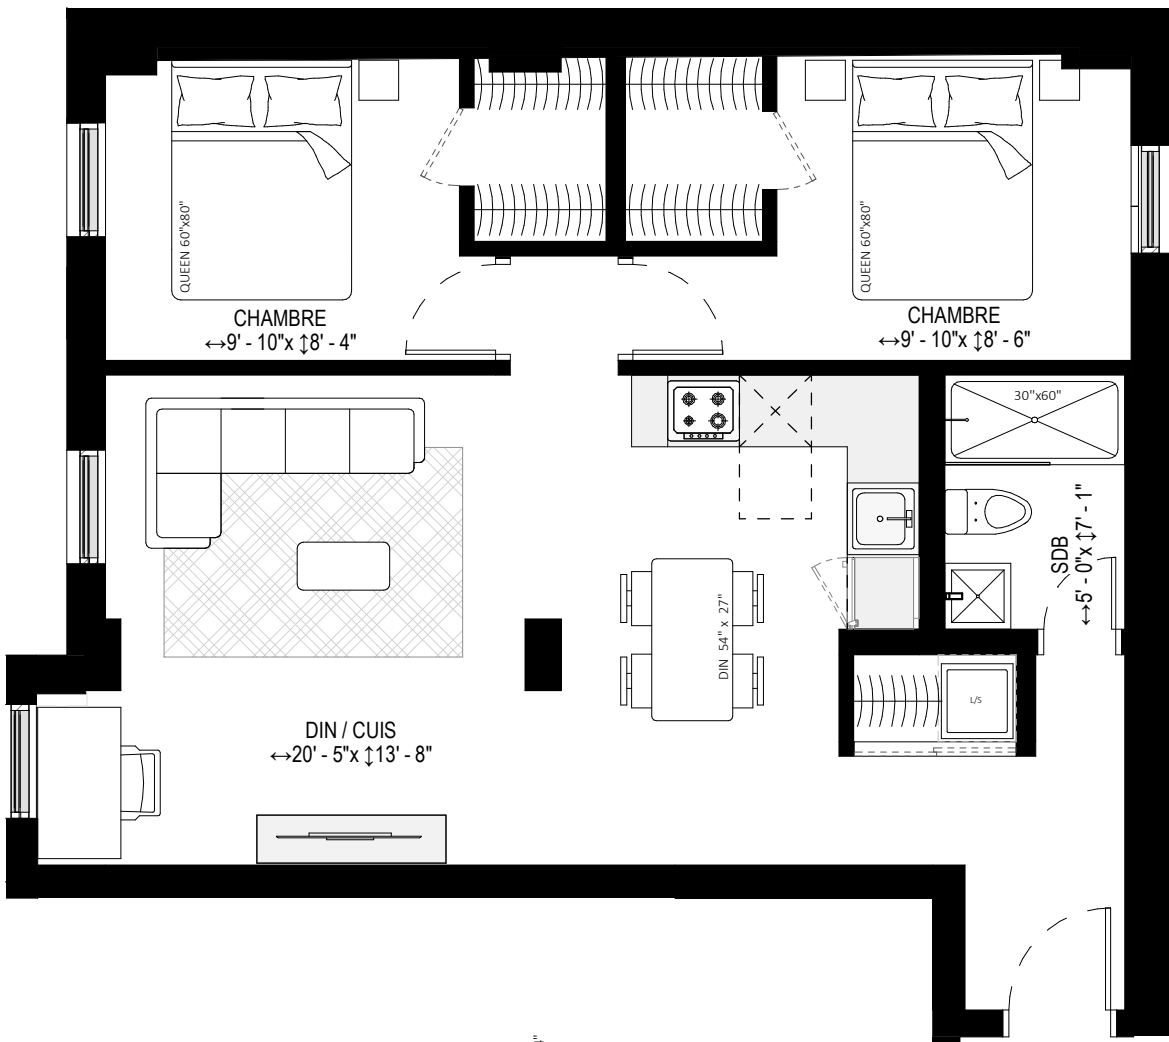 QUEEN 60"x80"
CHAMBRE
↔9' - 10"x ↕8' - 4"
QUEEN 60"x80"
CHAMBRE
↔9' - 10"x ↕8' - 6"
30"x60"
SDB
↔5' - 0"x ↕7' - 1"
DIN 54" x 27"
L/S
DIN / CUIS
↔20' - 5"x ↕13' - 8"